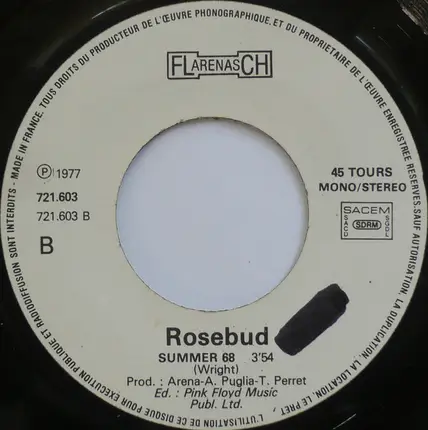 TOUS DROITS DU PRODUCTEUR DE L'ŒUVRE PHONOGRAPHIQUE, ET DU PROPRIETAIRE DE L'ŒUVRE ENREGISTREE RESERVES. SAUF AUTORISATION, LA DUPLICATION, LA LOCATION, LE PRET, L'UTILISATION DE CE DISQUE POUR EXECUTION PUBLIQUE ET RADIODIFFUSION SONT INTERDITS - MADE IN FRANCE.
FLARENASCH
℗ 1977
721.603
721.603 B
B
45 TOURS
MONO/STEREO
SACEM
SACD
SDRM
SGDL
Rosebud
SUMMER 68 3'54
(Wright)
Prod. : Arena-A. Puglia-T. Perret
Ed. : Pink Floyd Music
Publ. Ltd.